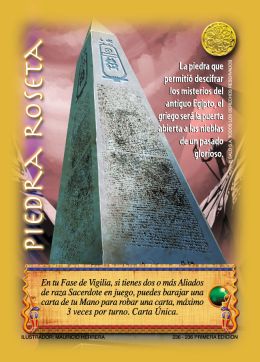 PIEDRA ROSETA
La piedra que
permitió descifrar
los misterios del
antiguo Egipto, el
griego será la puerta
abierta a las nieblas
de un pasado
glorioso.
En tu Fase de Vigilia, si tienes dos o más Aliados
de raza Sacerdote en juego, puedes barajar una
carta de tu Mano para robar una carta, máximo
3 veces por turno. Carta Única.
ILUSTRADOR: MAURICIO HERRERA
236 - 236 PRIMERA EDICIÓN